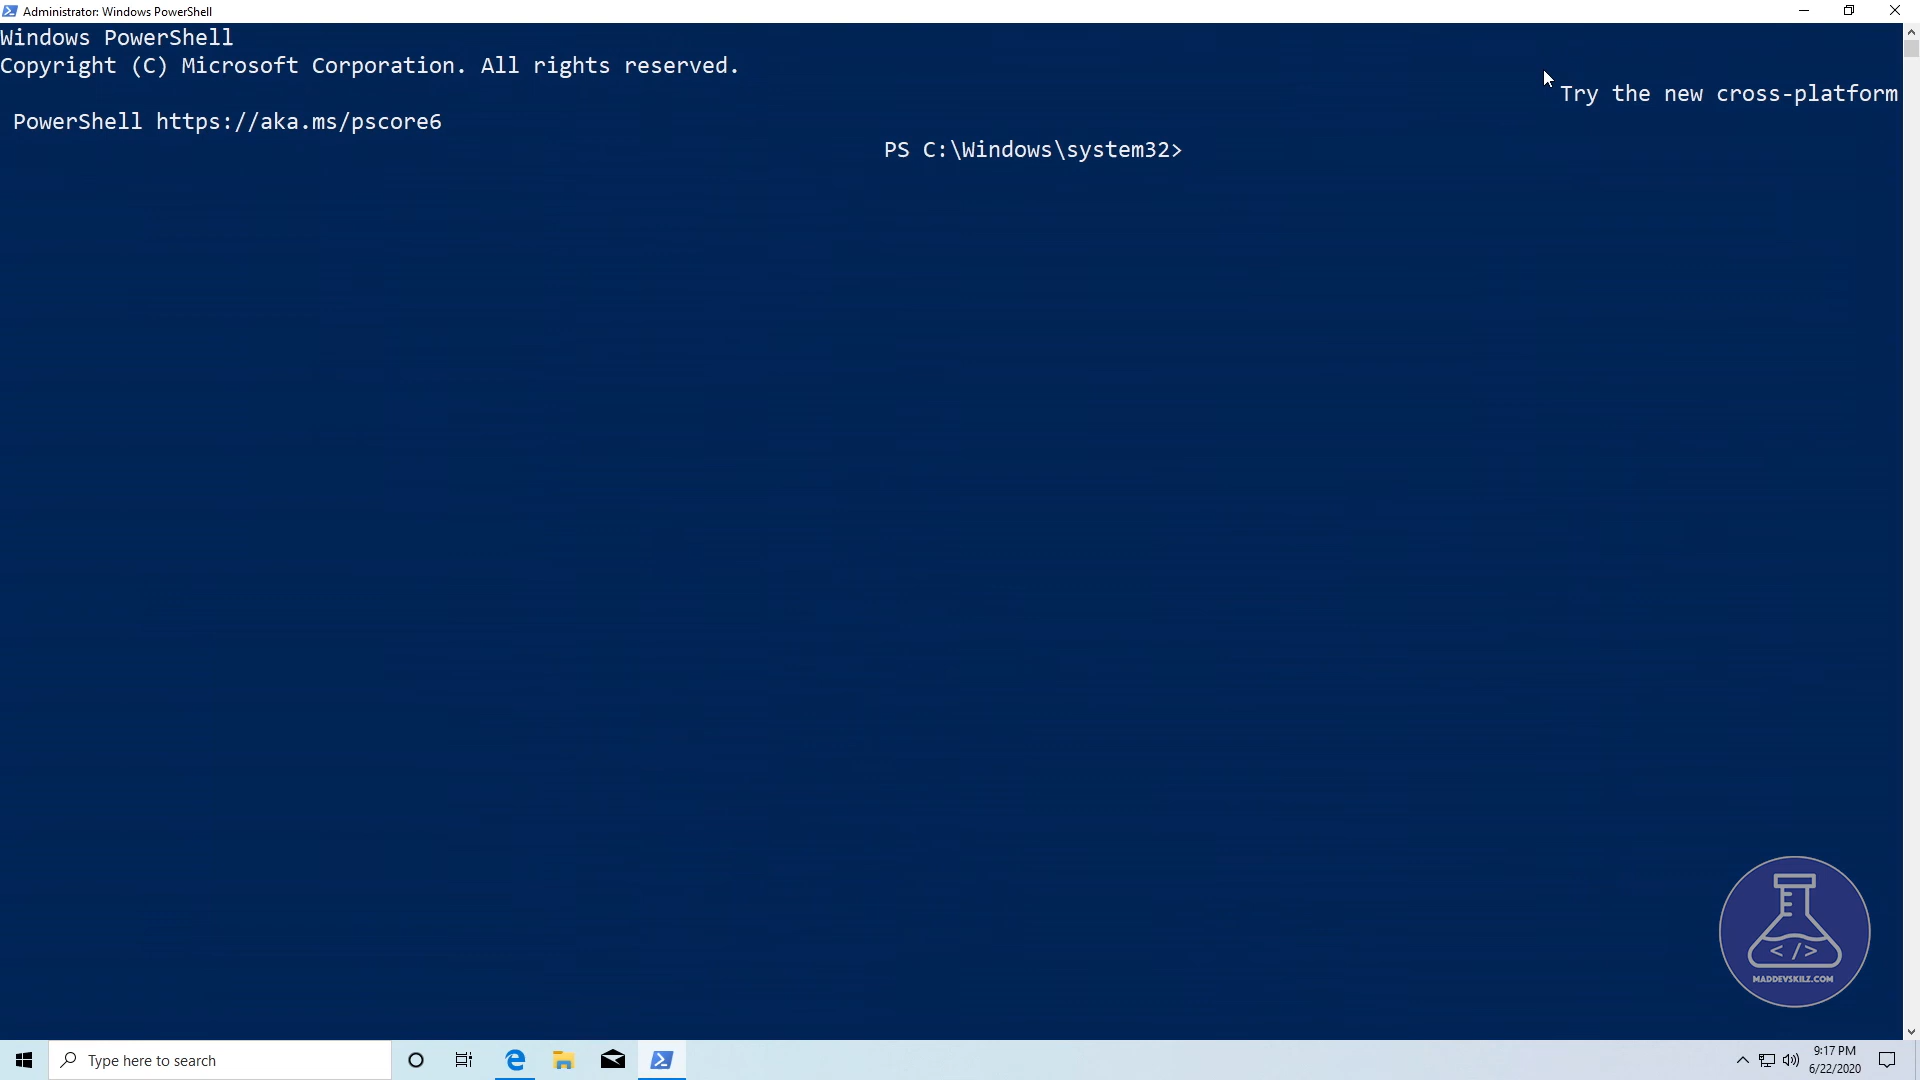 Administrator: Windows PowerShell
Windows PowerShell
Copyright (C) Microsoft Corporation. All rights reserved.
Try the new cross-platform
PowerShell https://aka.ms/pscore6
PS C:\Windows\system32>
</>
MADDEVSKILZ.COM
Type here to search
9:17 PM
6/22/2020